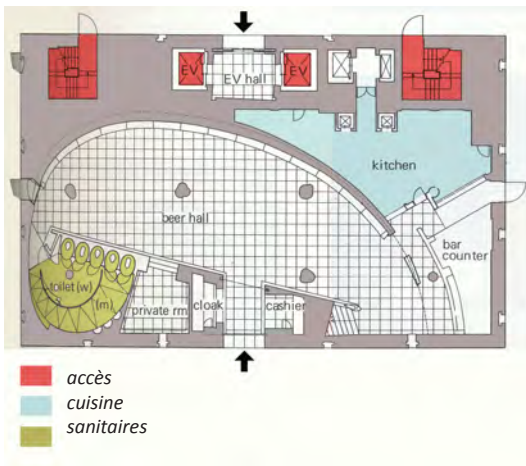 EV
EV hall
EV
kitchen
beer hall
bar
counter
toilet (w)
(m)
private rm
cloak
cashier
accès
cuisine
sanitaires